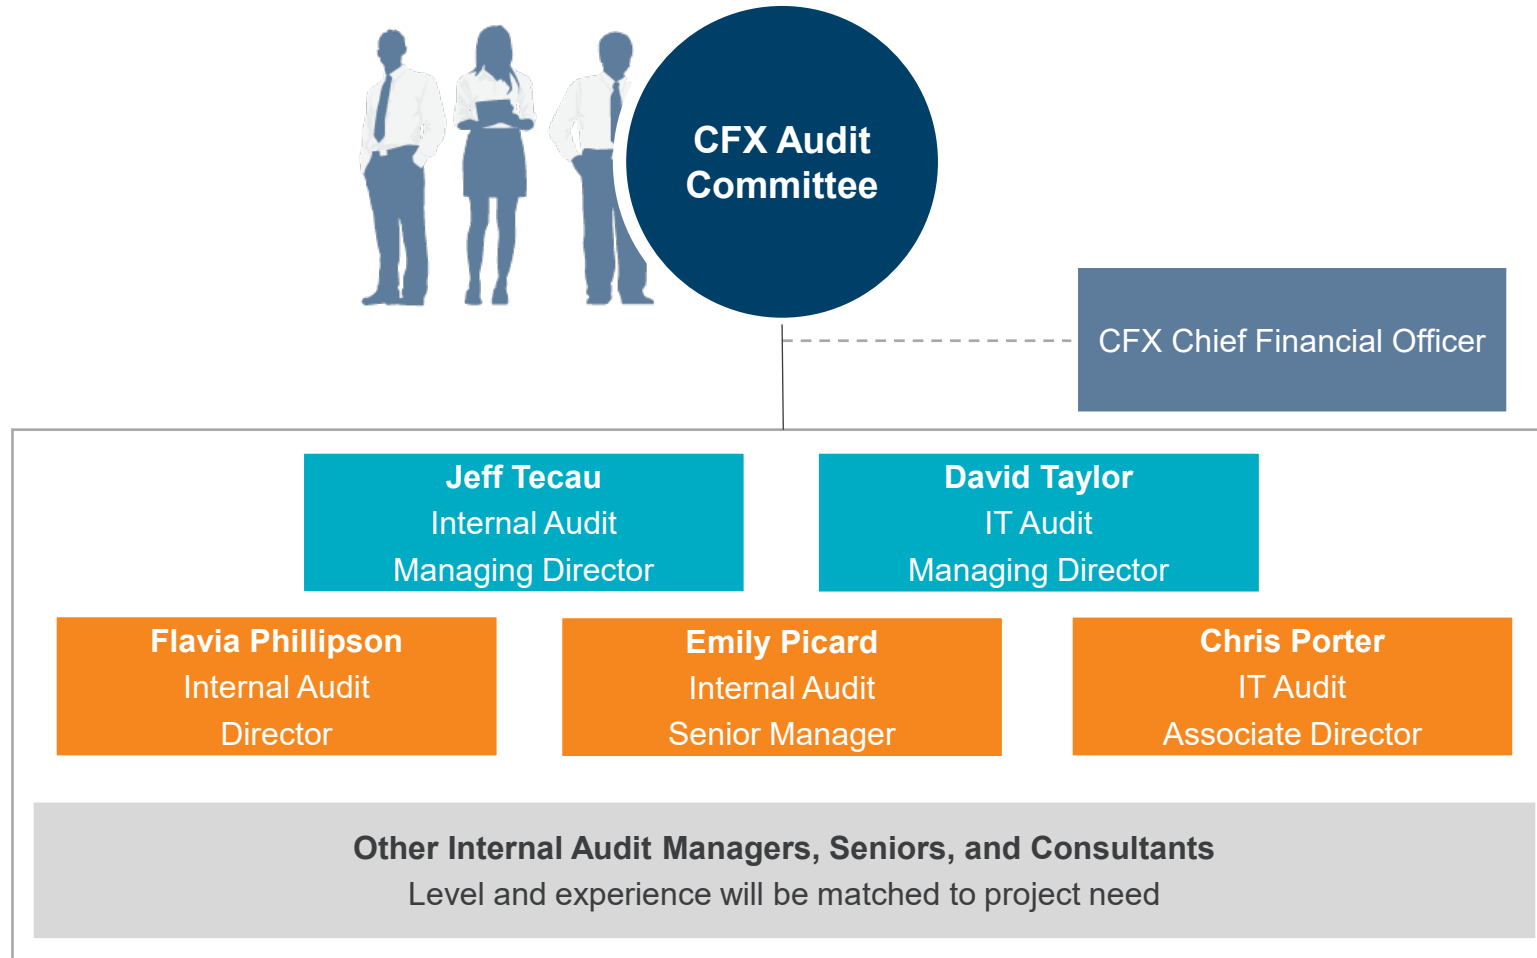 CFX Audit
Committee
CFX Chief Financial Officer
Jeff Tecau
Internal Audit
Managing Director
David Taylor
IT Audit
Managing Director
Flavia Phillipson
Internal Audit
Director
Emily Picard
Internal Audit
Senior Manager
Chris Porter
IT Audit
Associate Director
Other Internal Audit Managers, Seniors, and Consultants
Level and experience will be matched to project need